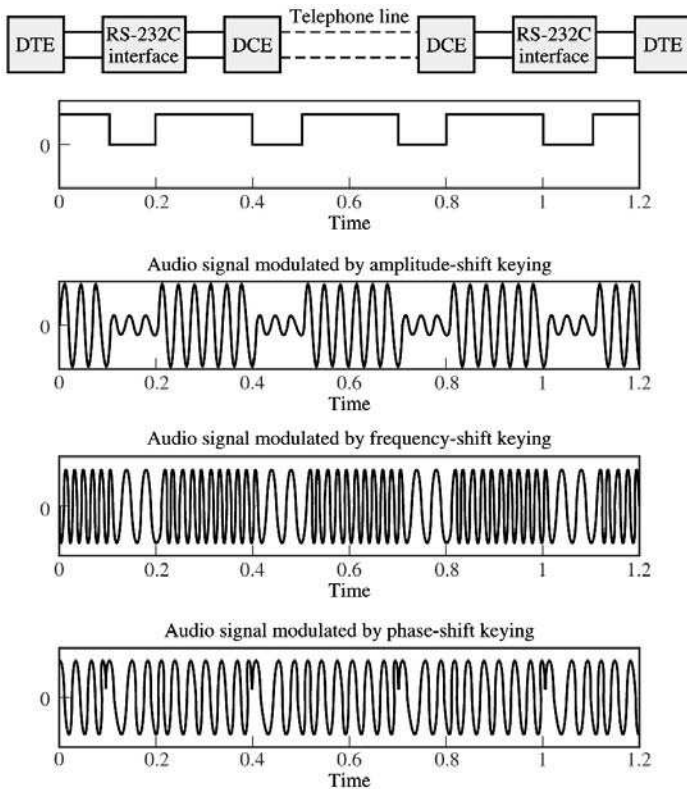 Telephone line
DTE
RS-232C
interface
DCE
DCE
RS-232C
interface
DTE
0
0 0.2 0.4 0.6 0.8 1 1.2
Time
Audio signal modulated by amplitude-shift keying
0
0 0.2 0.4 0.6 0.8 1 1.2
Time
Audio signal modulated by frequency-shift keying
0
0 0.2 0.4 0.6 0.8 1 1.2
Time
Audio signal modulated by phase-shift keying
0
0 0.2 0.4 0.6 0.8 1 1.2
Time